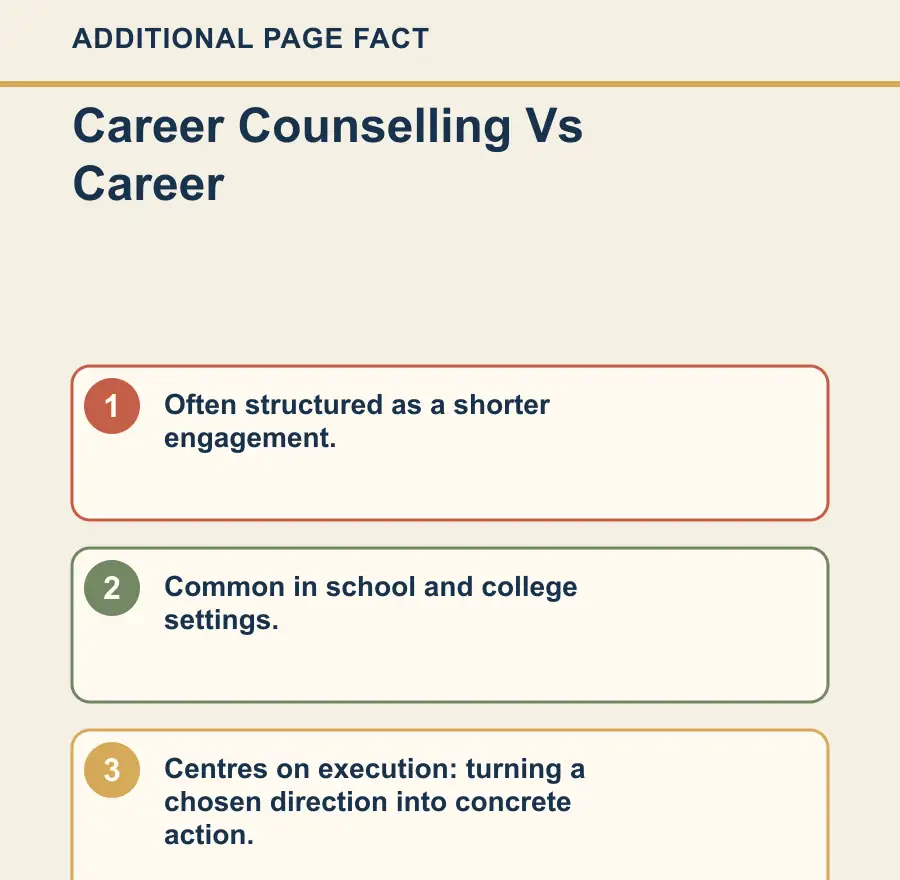 ADDITIONAL PAGE FACT
Career Counselling Vs
Career
1
Often structured as a shorter
engagement.
2
Common in school and college
settings.
3
Centres on execution: turning a
chosen direction into concrete
action.